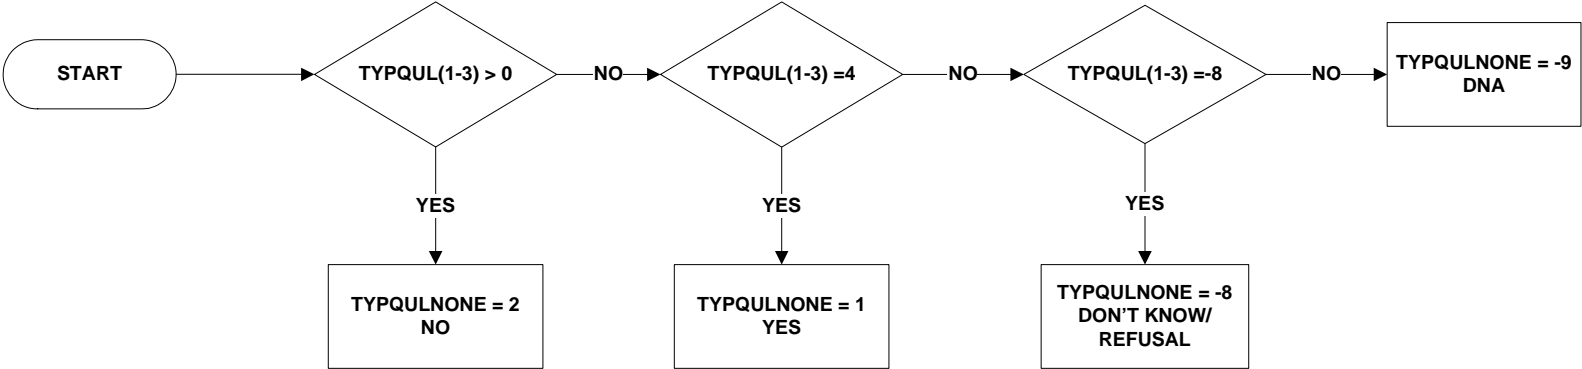 START
TYPQUL(1-3) > 0
NO
TYPQUL(1-3) =4
NO
TYPQUL(1-3) =-8
NO
TYPQULNONE = -9
DNA
YES
YES
YES
TYPQULNONE = 2
NO
TYPQULNONE = 1
YES
TYPQULNONE = -8
DON'T KNOW/
REFUSAL